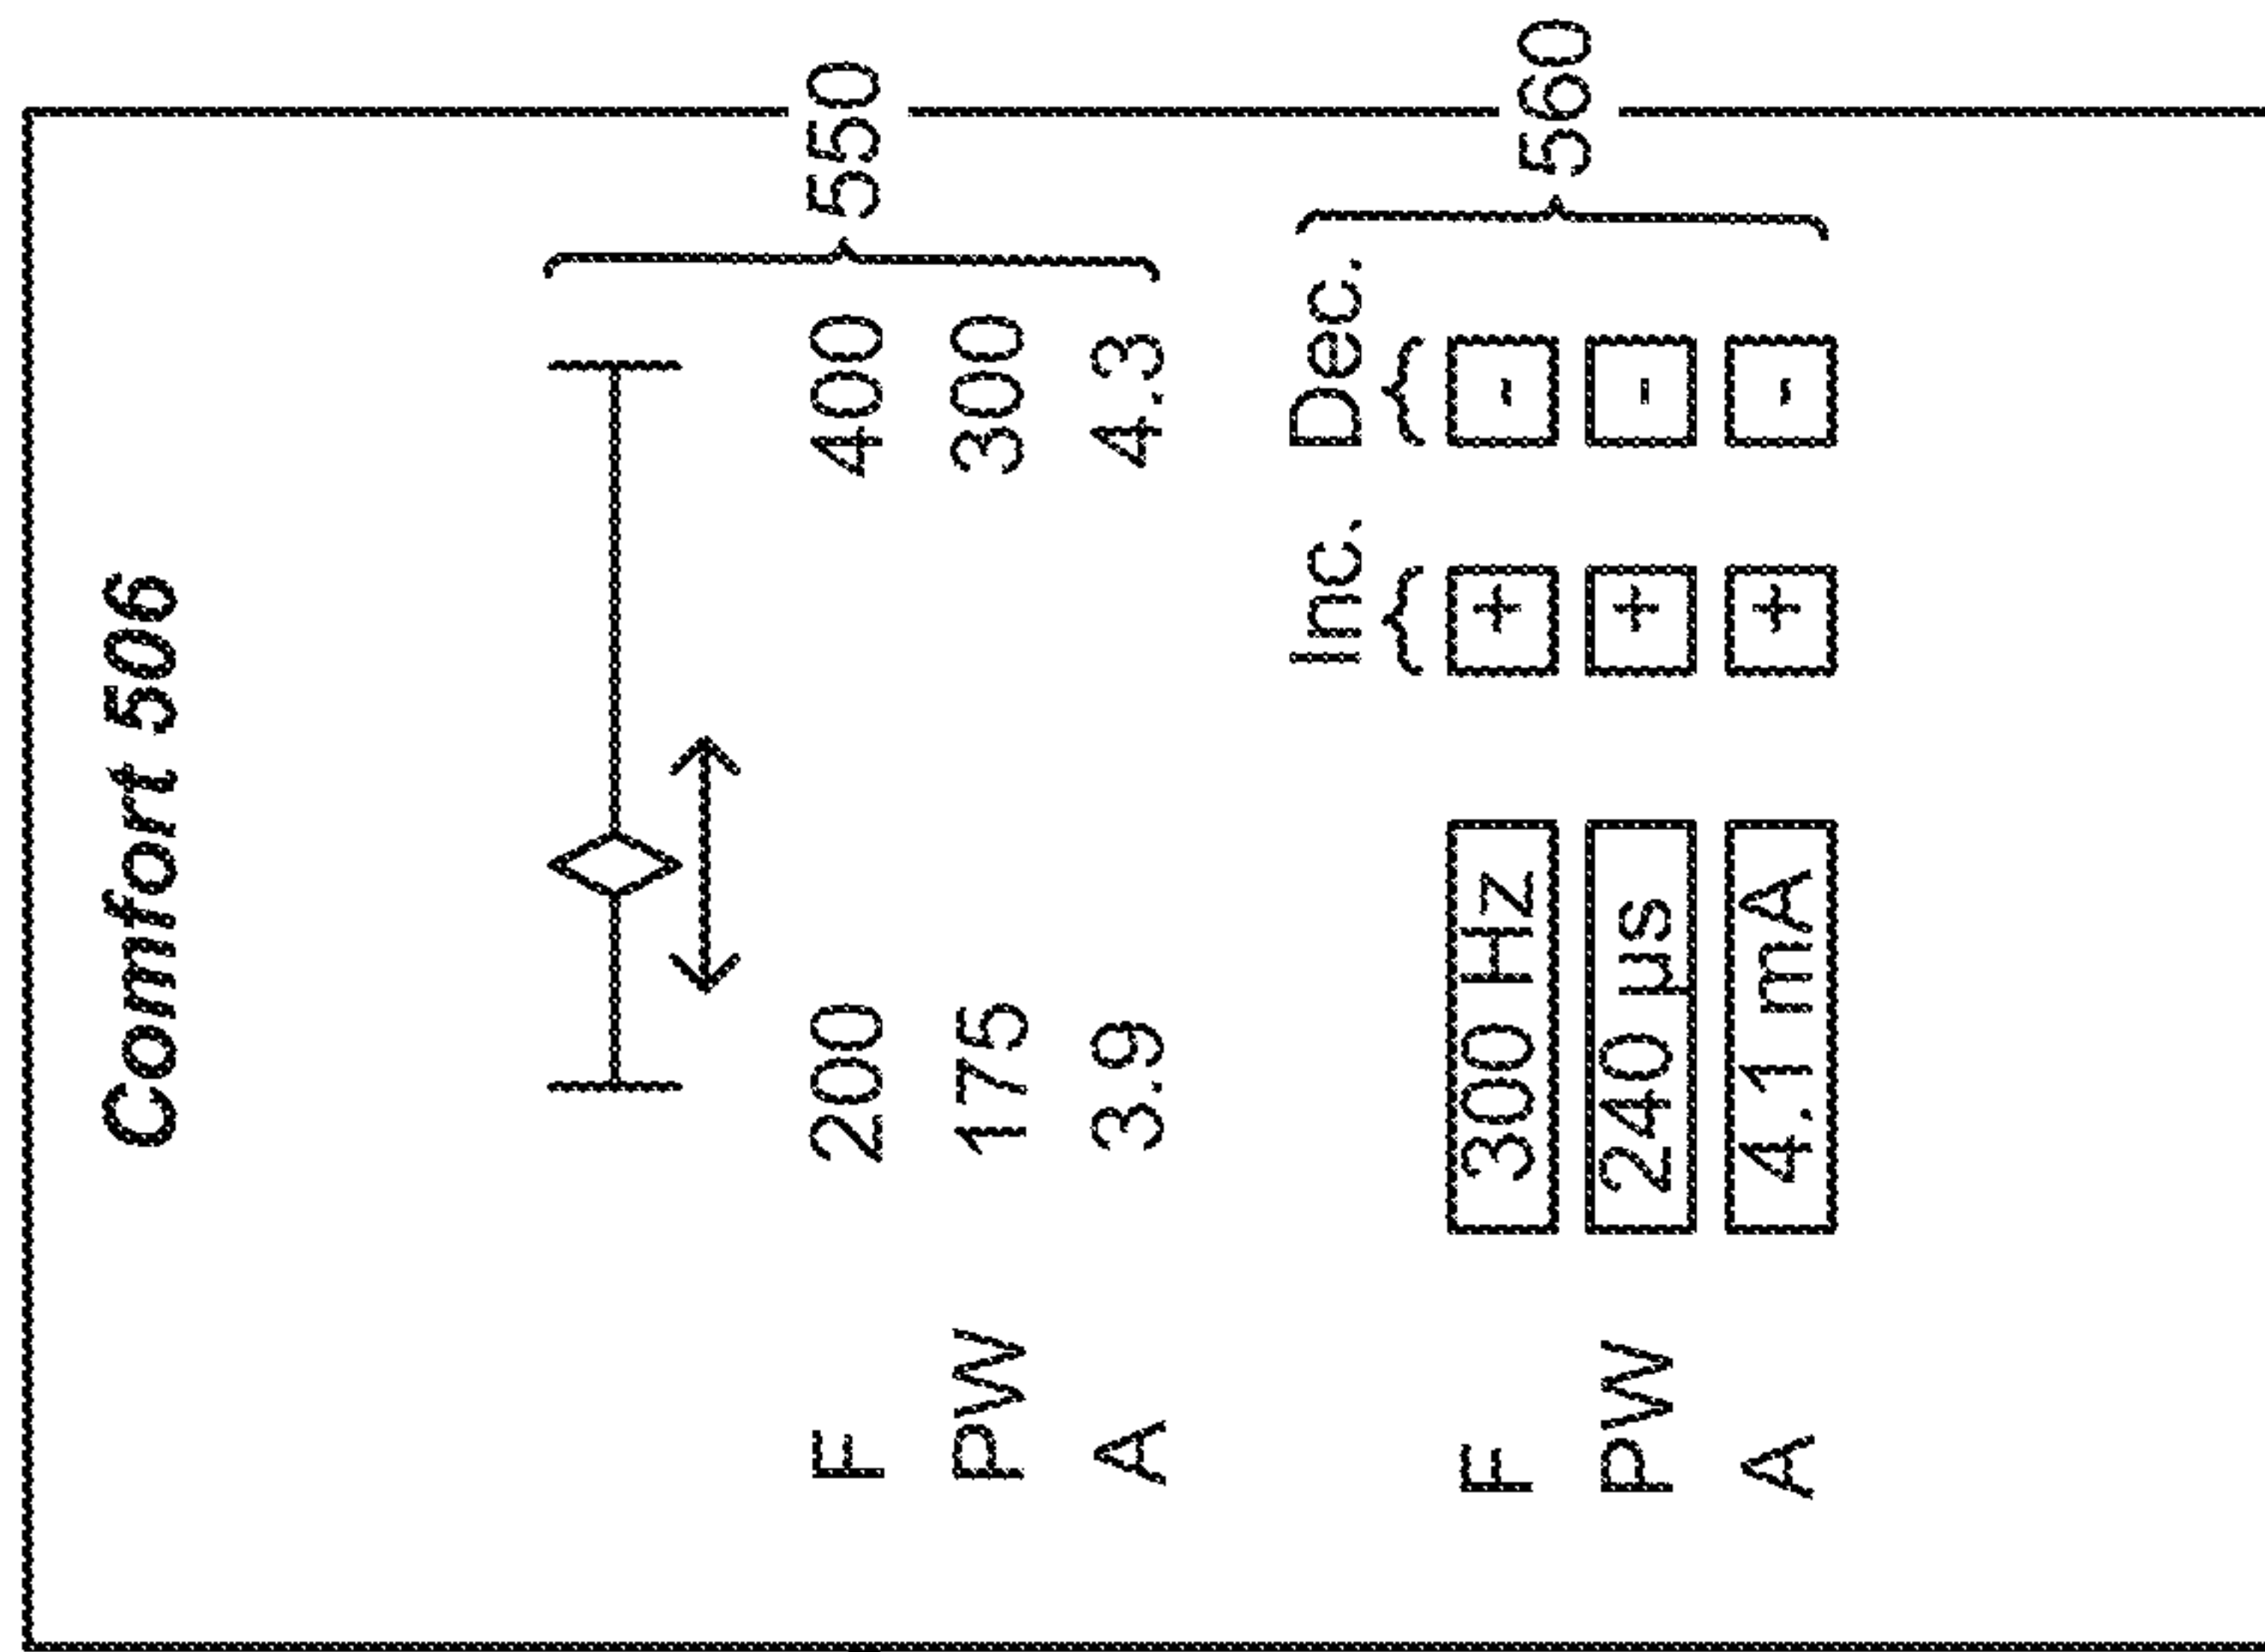 Comfort 506
F 200 400
PW 175 300
A 3.9 4.3
550
Inc. Dec.
F 300 Hz + -
PW 240 µs + -
A 4.1 mA + -
560